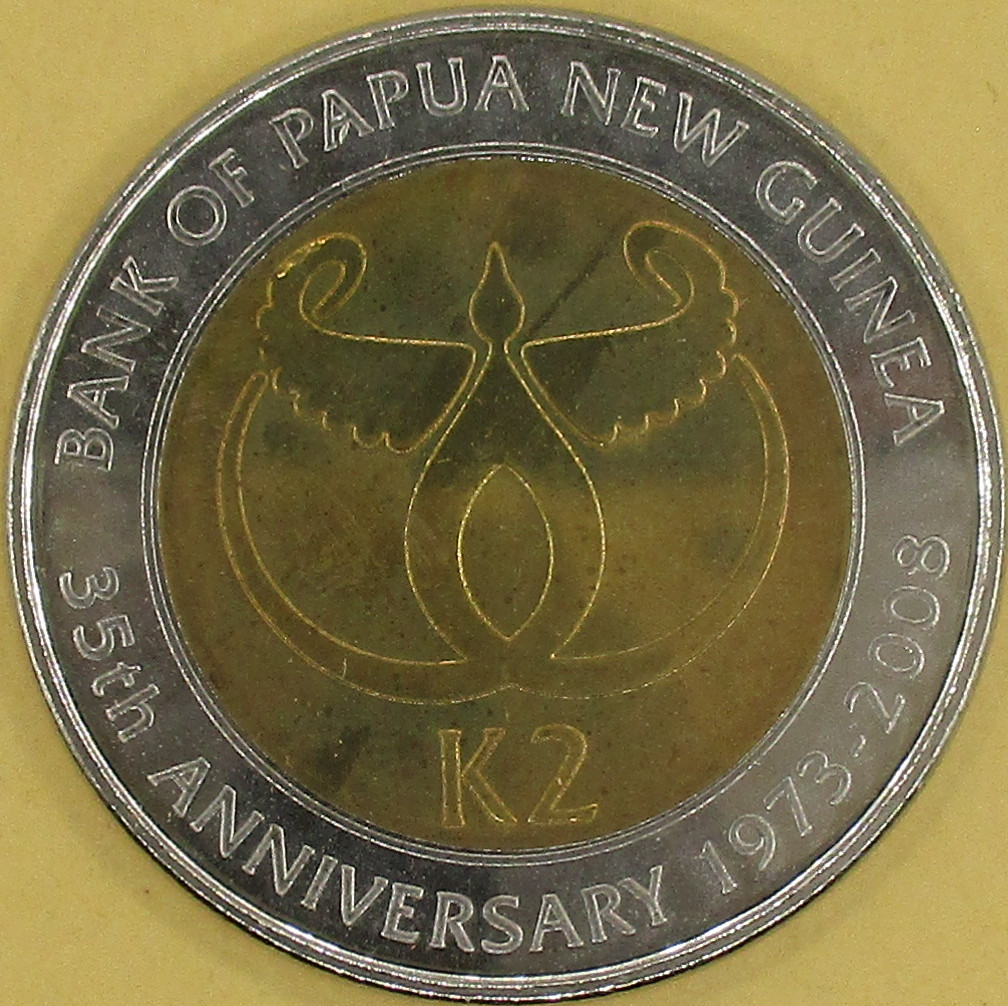 BANK OF PAPUA NEW GUINEA
K2
35th ANNIVERSARY 1973-2008